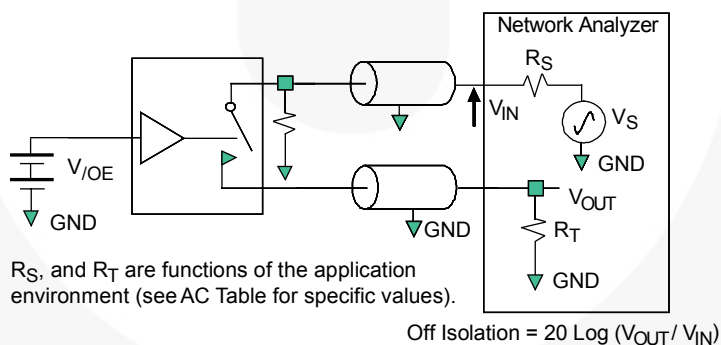 Network Analyzer
RS
VIN
VS
GND
V/OE
GND
GND
VOUT
RT
GND
RS, and RT are functions of the application
environment (see AC Table for specific values).
Off Isolation = 20 Log (VOUT / VIN)